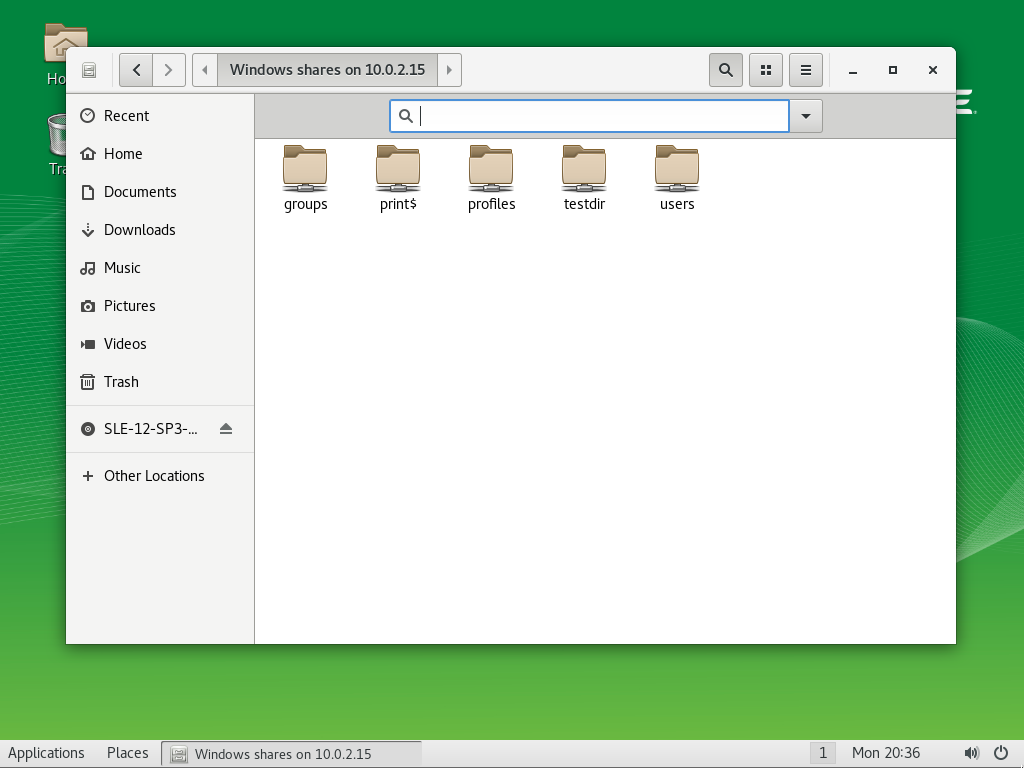 Ho
Tra
Windows shares on 10.0.2.15
Recent
Home
Documents
Downloads
Music
Pictures
Videos
Trash
SLE-12-SP3-...
Other Locations
groups
print$
profiles
testdir
users
Applications
Places
Windows shares on 10.0.2.15
1
Mon 20:36